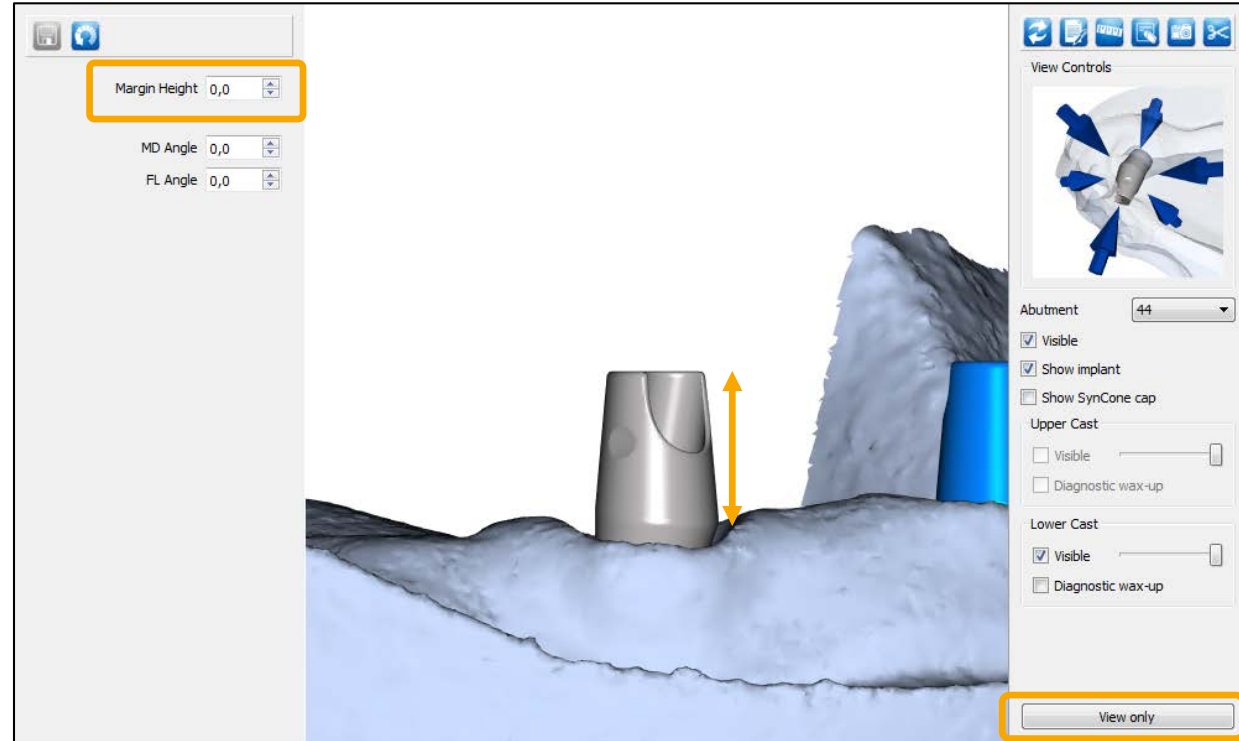 Margin Height 0,0
MD Angle 0,0
FL Angle 0,0
View Controls
Abutment 44
Visible
Show implant
Show SynCone cap
Upper Cast
Visible
Diagnostic wax-up
Lower Cast
Visible
Diagnostic wax-up
View only